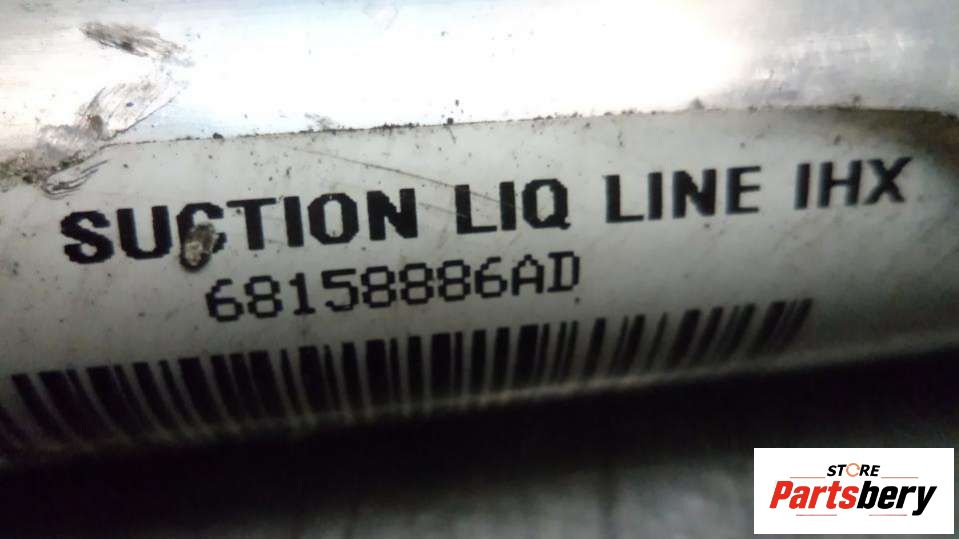 SUCTION LIQ LINE IHX
68158886AD
STORE
Partsbery